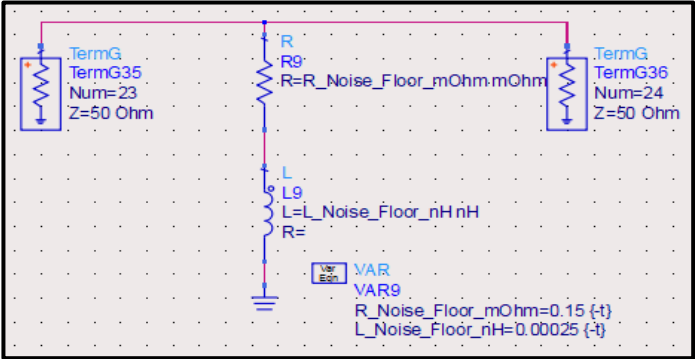 TermG
TermG35
Num=23
Z=50 Ohm
R
R9
R=R_Noise_Floor_mOhm mOhm
TermG
TermG36
Num=24
Z=50 Ohm
L
L9
L=L_Noise_Floor_nH nH
R=
Var
Eqn
VAR
VAR9
R_Noise_Floor_mOhm=0.15 {-t}
L_Noise_Floor_nH=0.00025 {-t}